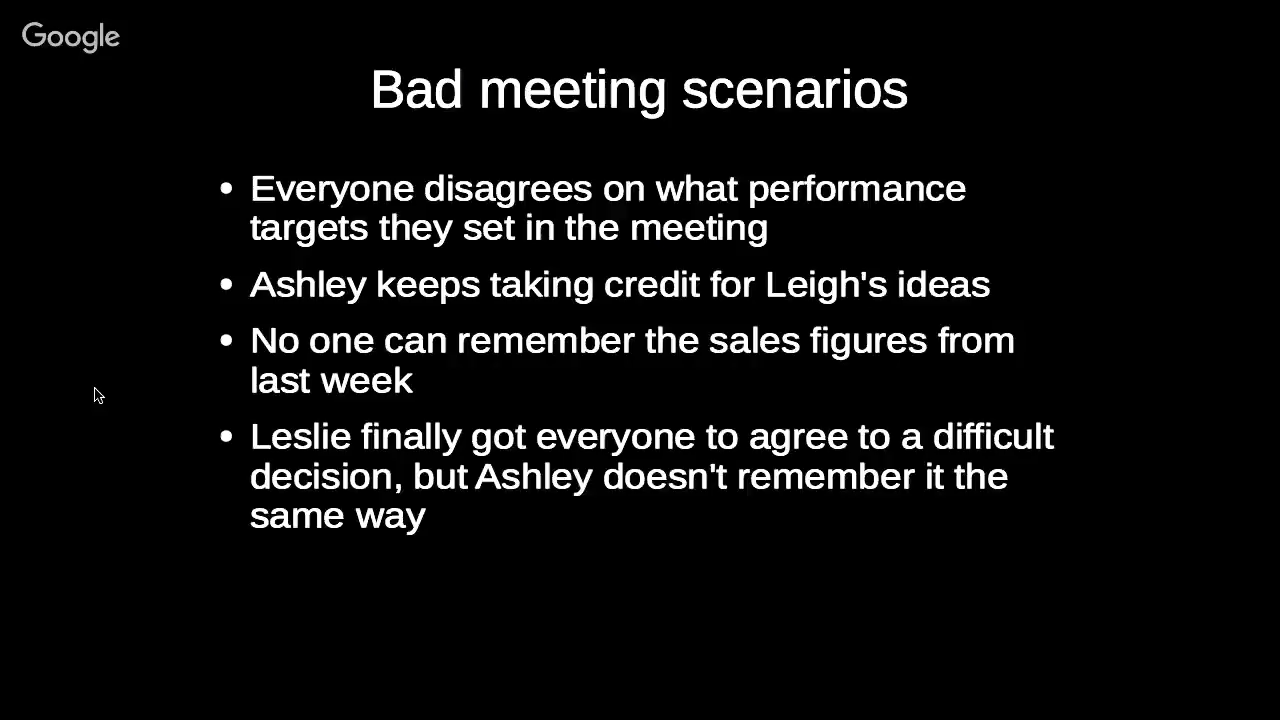 Google
Bad meeting scenarios
• Everyone disagrees on what performance
targets they set in the meeting
• Ashley keeps taking credit for Leigh's ideas
• No one can remember the sales figures from
last week
• Leslie finally got everyone to agree to a difficult
decision, but Ashley doesn't remember it the
same way